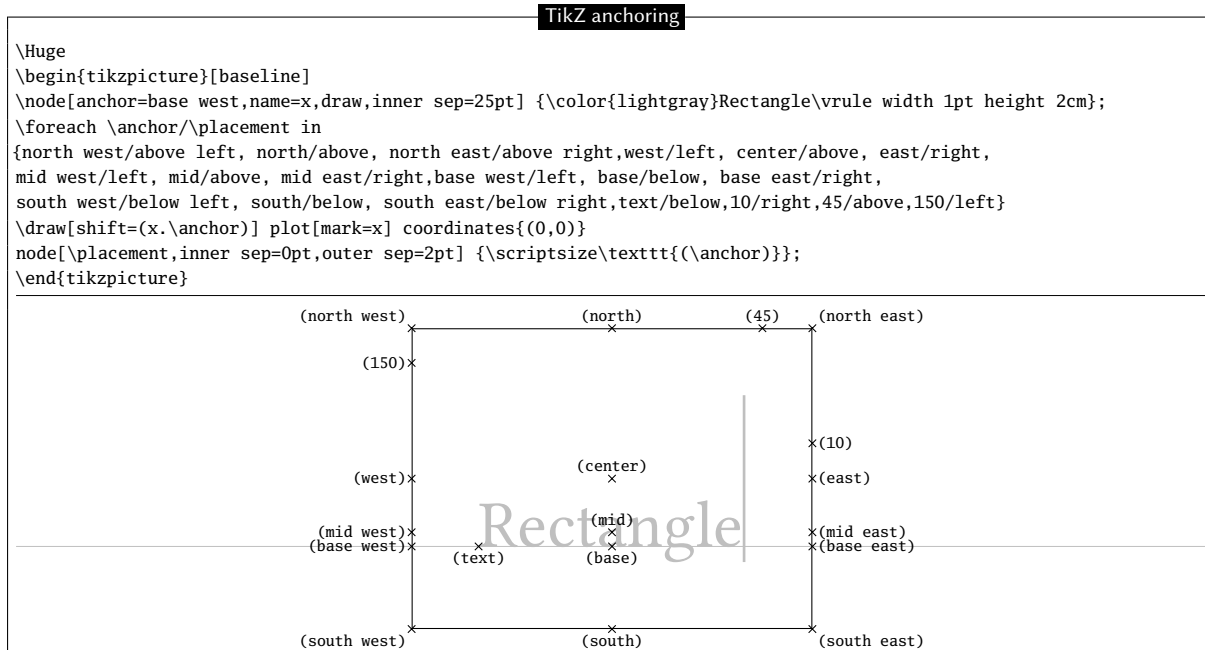 TikZ anchoring
\Huge
\begin{tikzpicture}[baseline]
\node[anchor=base west,name=x,draw,inner sep=25pt] {\color{lightgray}Rectangle\vrule width 1pt height 2cm};
\foreach \anchor/\placement in
{north west/above left, north/above, north east/above right,west/left, center/above, east/right,
mid west/left, mid/above, mid east/right,base west/left, base/below, base east/right,
south west/below left, south/below, south east/below right,text/below,10/right,45/above,150/left}
\draw[shift=(x.\anchor)] plot[mark=x] coordinates{(0,0)}
node[\placement,inner sep=0pt,outer sep=2pt] {\scriptsize\texttt{(\anchor)}};
\end{tikzpicture}
(north west) (north) (45) (north east)
(150)
(10)
(center)
(west) (east)
Rectangle
(mid)
(mid west) (mid east)
(base west) (base east)
(text) (base)
(south west) (south) (south east)